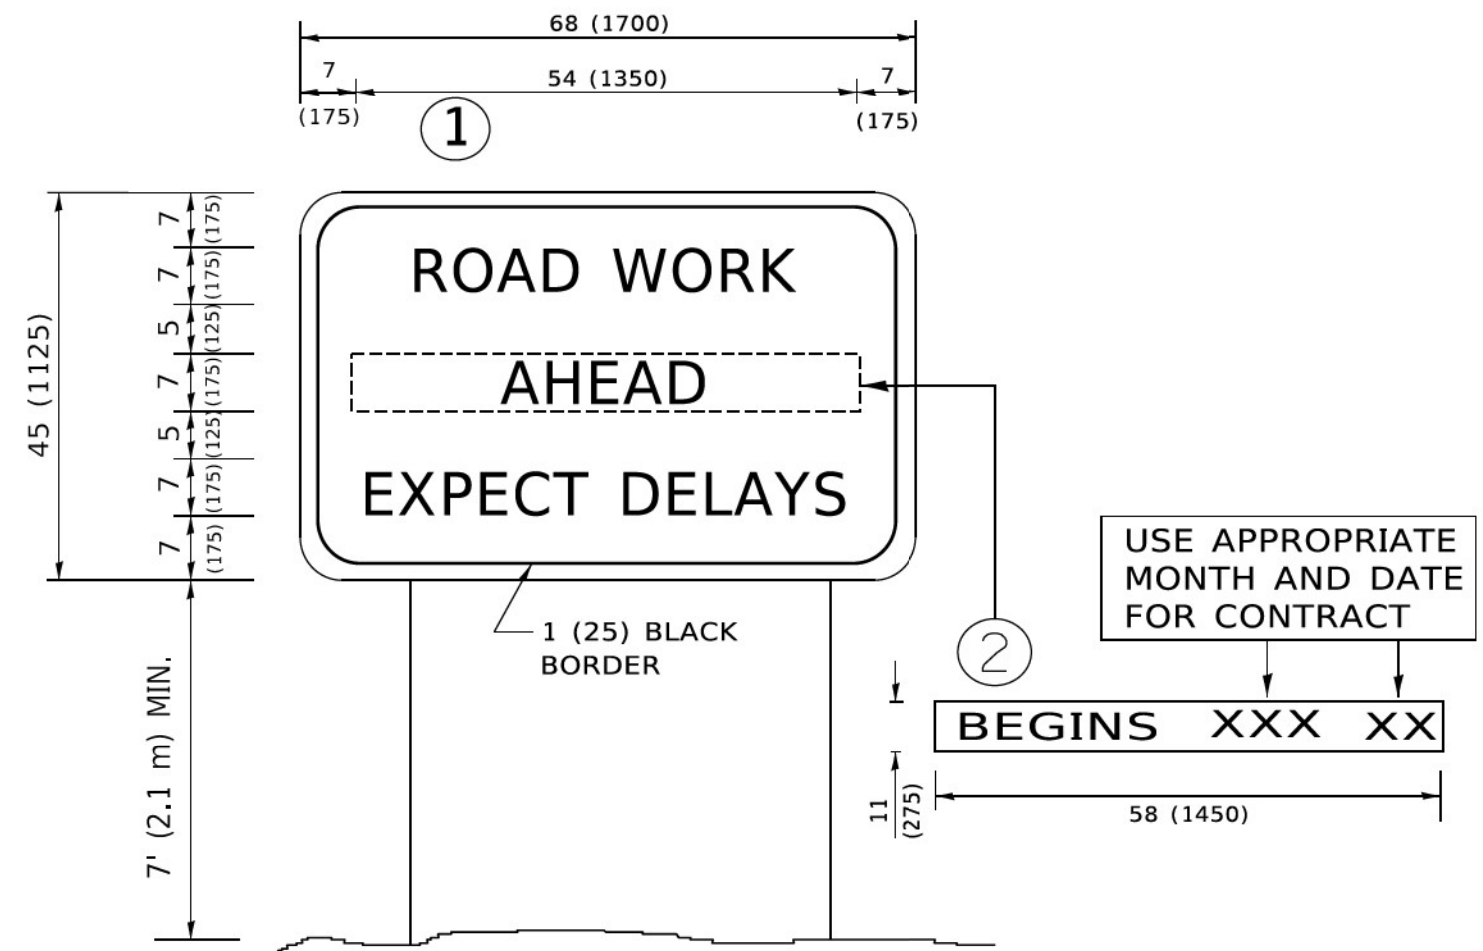 68 (1700)
7
54 (1350)
7
(175)
(175)
1
45 (1125)
7
(175)
7
(175)
5
(125)
7
(175)
5
(125)
7
(175)
7
(175)
ROAD WORK
AHEAD
EXPECT DELAYS
1 (25) BLACK
BORDER
7' (2.1 m) MIN.
2
USE APPROPRIATE
MONTH AND DATE
FOR CONTRACT
BEGINS XXX XX
11
(275)
58 (1450)